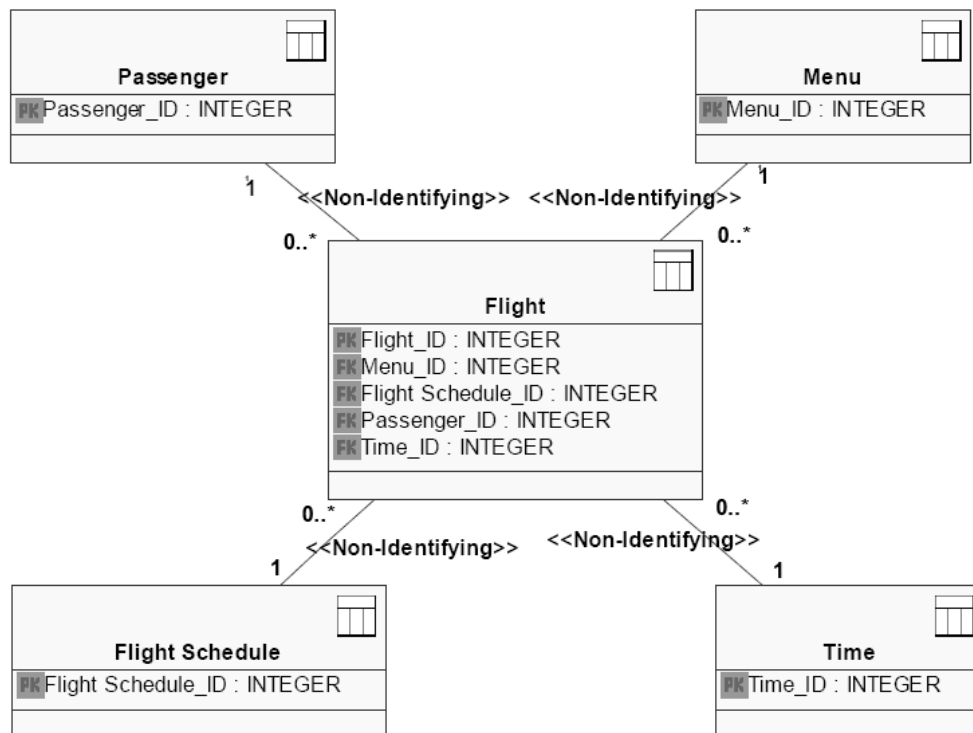 Passenger
PK Passenger_ID : INTEGER
Menu
PK Menu_ID : INTEGER
1
<<Non-Identifying>>
<<Non-Identifying>>
1
0..*
0..*
Flight
PK Flight_ID : INTEGER
FK Menu_ID : INTEGER
FK Flight Schedule_ID : INTEGER
FK Passenger_ID : INTEGER
FK Time_ID : INTEGER
0..*
0..*
<<Non-Identifying>>
<<Non-Identifying>>
1
1
Flight Schedule
PK Flight Schedule_ID : INTEGER
Time
PK Time_ID : INTEGER